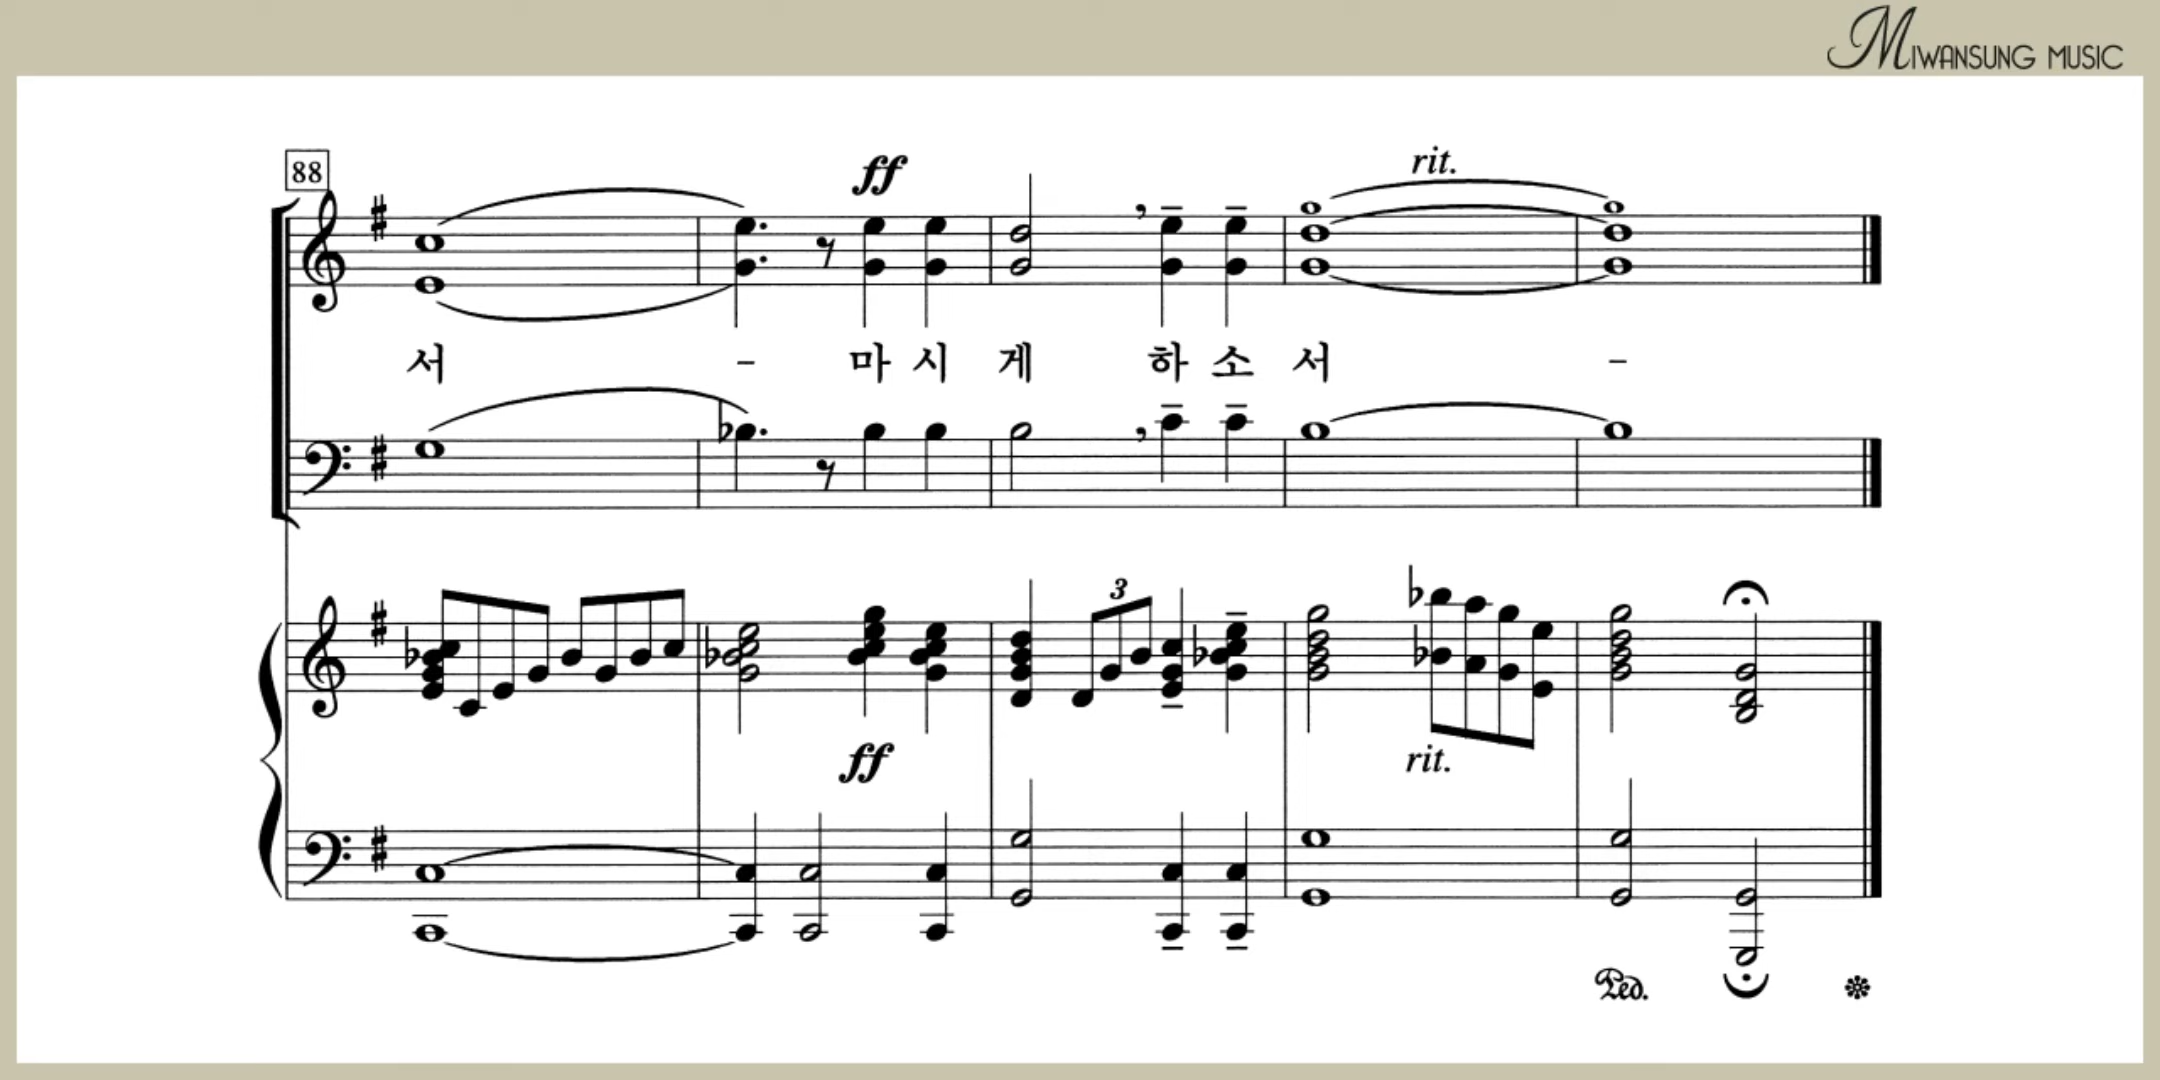 MIWANSUNG MUSIC
88
ff
rit.
서 - 마 시 게 하 소 서 -
3
ff
rit.
Ped.